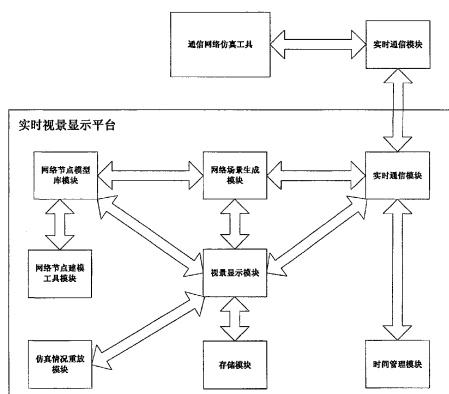 通信网络仿真工具
实时通信模块
实时视景显示平台
网络节点模型
库模块
网络场景生成
模块
实时通信模块
网络节点建模
工具模块
视景显示模块
仿真情况重放
模块
存储模块
时间管理模块